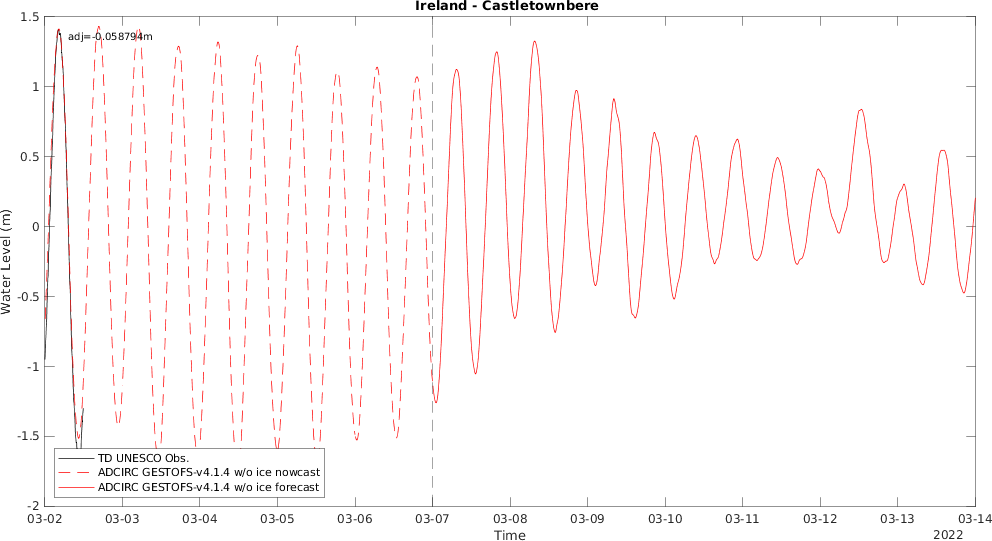 Ireland - Castletownbere
1.5
adj=-0.058794m
1
0.5
0
-0.5
-1
-1.5
-2
Water Level (m)
TD UNESCO Obs.
ADCIRC GESTOFS-v4.1.4 w/o ice nowcast
ADCIRC GESTOFS-v4.1.4 w/o ice forecast
03-02 03-03 03-04 03-05 03-06 03-07 03-08 03-09 03-10 03-11 03-12 03-13 03-14
Time
2022